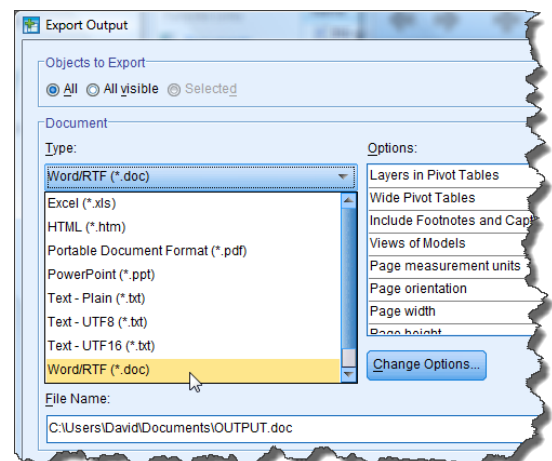 Export Output
Objects to Export
All All visible Selected
Document
Type:
Options:
Word/RTF (*.doc)
Excel (*.xls)
HTML (*.htm)
Portable Document Format (*.pdf)
PowerPoint (*.ppt)
Text - Plain (*.txt)
Text - UTF8 (*.txt)
Text - UTF16 (*.txt)
Word/RTF (*.doc)
Layers in Pivot Tables
Wide Pivot Tables
Include Footnotes and Cap
Views of Models
Page measurement units
Page orientation
Page width
Page height
Change Options...
File Name:
C:\Users\David\Documents\OUTPUT.doc